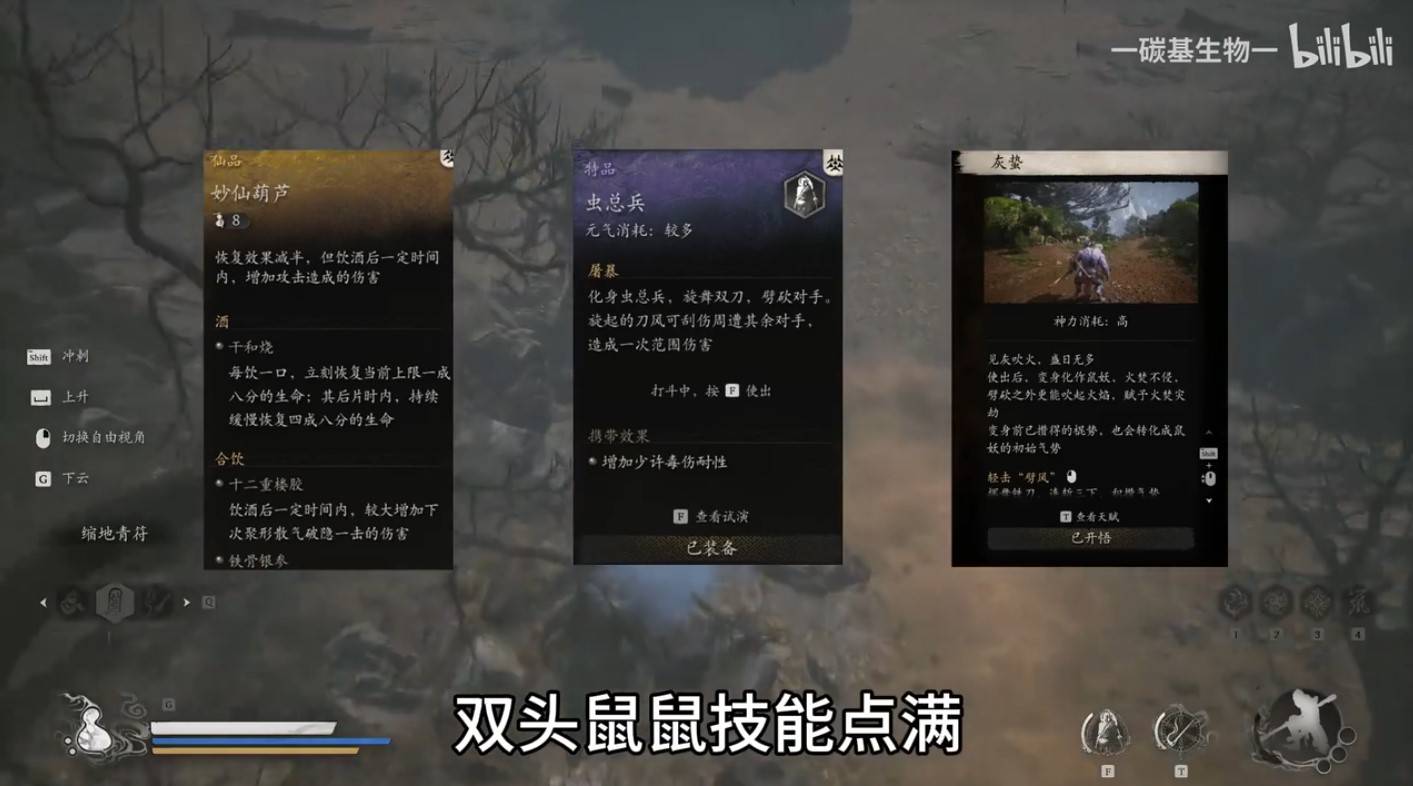 一碳基生物一 bilibili
仙品
妙仙葫芦
8
恢复效果减半，但饮酒后一定时间
内，增加攻击造成的伤害
酒
干和烧
每饮一口，立刻恢复当前上限一成
八分的生命；其后片时内，持续
缓慢恢复四成八分的生命
合饮
十二重楼胶
饮酒后一定时间内，较大增加下
次聚形散气破隐一击的伤害
铁骨银参
特品
虫总兵
元气消耗：较多
屠暴
化身虫总兵，旋舞双刀，劈砍对手。
旋起的刀风可刮伤周遭其余对手，
造成一次范围伤害
打斗中，按 F 使出
携带效果
增加少许毒伤耐性
F 查看试演
已装备
灰蛰
神力消耗：高
见灰吹火，盛日无多
使出后，变身化作鼠妖，火焚不侵，
劈砍之外更能吹起火焰，赋予火焚灾
劫
变身前已攒得的棍势，也会转化成鼠
妖的初始气势
轻击“劈风”
Shift
+
T 查看天赋
已开悟
Shift 冲刺
上升
切换自由视角
G 下云
缩地青符
Q
1 2 3 4
G
双头鼠鼠技能点满
F T